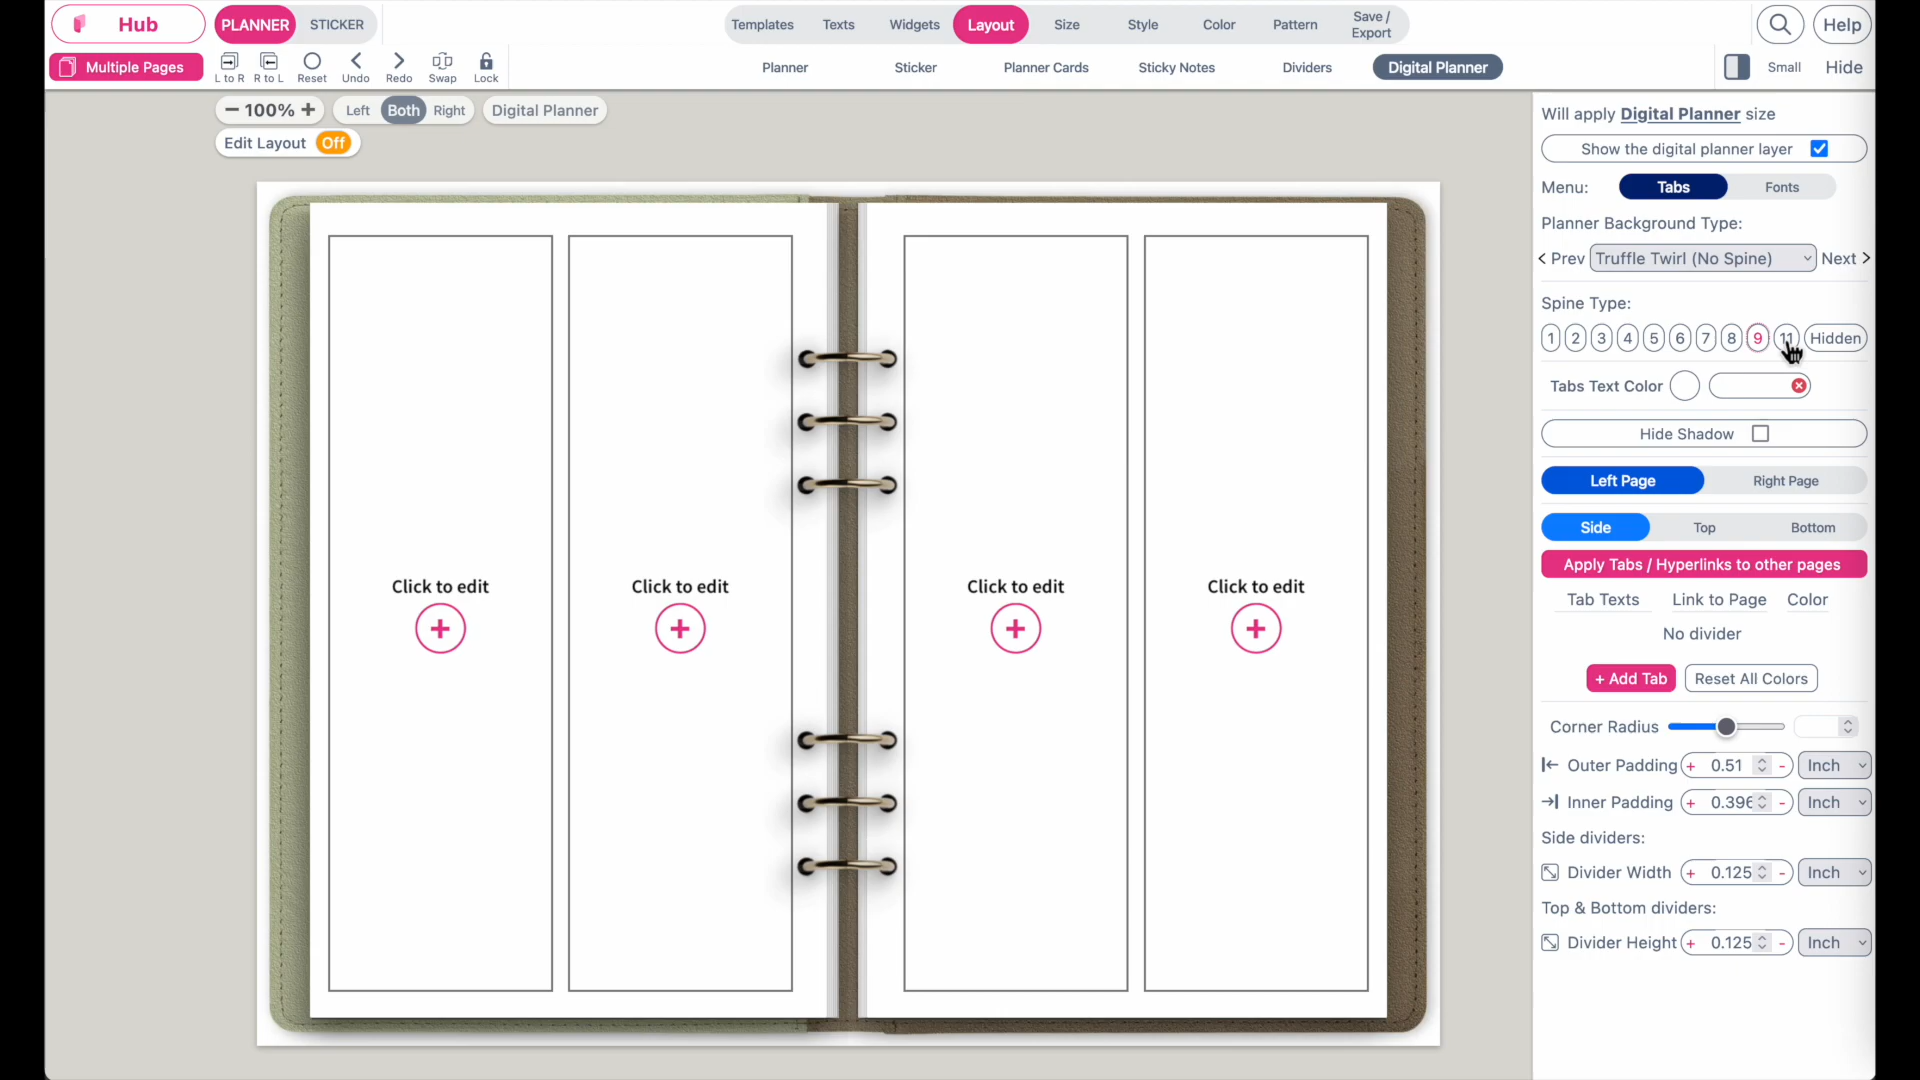 Hub
PLANNER
STICKER
Templates
Texts
Widgets
Layout
Size
Style
Color
Pattern
Save /
Export
Help
Multiple Pages
L to R
R to L
Reset
Undo
Redo
Swap
Lock
Planner
Sticker
Planner Cards
Sticky Notes
Dividers
Digital Planner
Small
Hide
100%
Left
Both
Right
Digital Planner
Edit Layout
Off
Click to edit
Click to edit
Click to edit
Click to edit
Will apply Digital Planner size
Show the digital planner layer
Menu:
Tabs
Fonts
Planner Background Type:
Prev
Truffle Twirl (No Spine)
Next
Spine Type:
1
2
3
4
5
6
7
8
9
11
Hidden
Tabs Text Color
Hide Shadow
Left Page
Right Page
Side
Top
Bottom
Apply Tabs / Hyperlinks to other pages
Tab Texts
Link to Page
Color
No divider
+ Add Tab
Reset All Colors
Corner Radius
Outer Padding
+ 0.51 -
Inch
Inner Padding
+ 0.396 -
Inch
Side dividers:
Divider Width
+ 0.125 -
Inch
Top & Bottom dividers:
Divider Height
+ 0.125 -
Inch